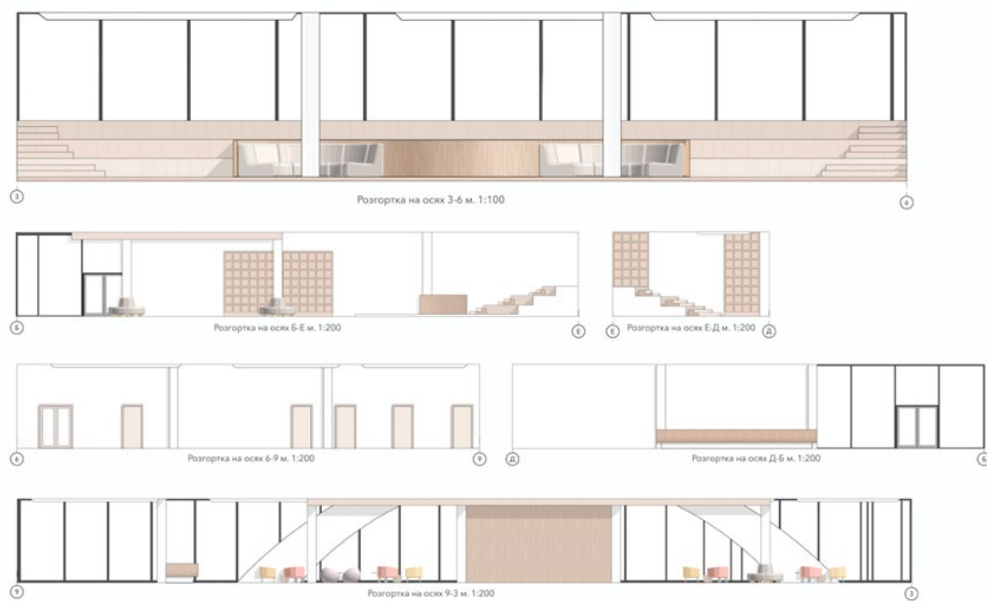 3
6
Розгортка на осях 3-6 м. 1:100
Б
Е
Розгортка на осях Б-Е м. 1:200
Е
Д
Розгортка на осях Е-Д м. 1:200
6
9
Розгортка на осях 6-9 м. 1:200
Д
Б
Розгортка на осях Д-Б м. 1:200
9
3
Розгортка на осях 9-3 м. 1:200